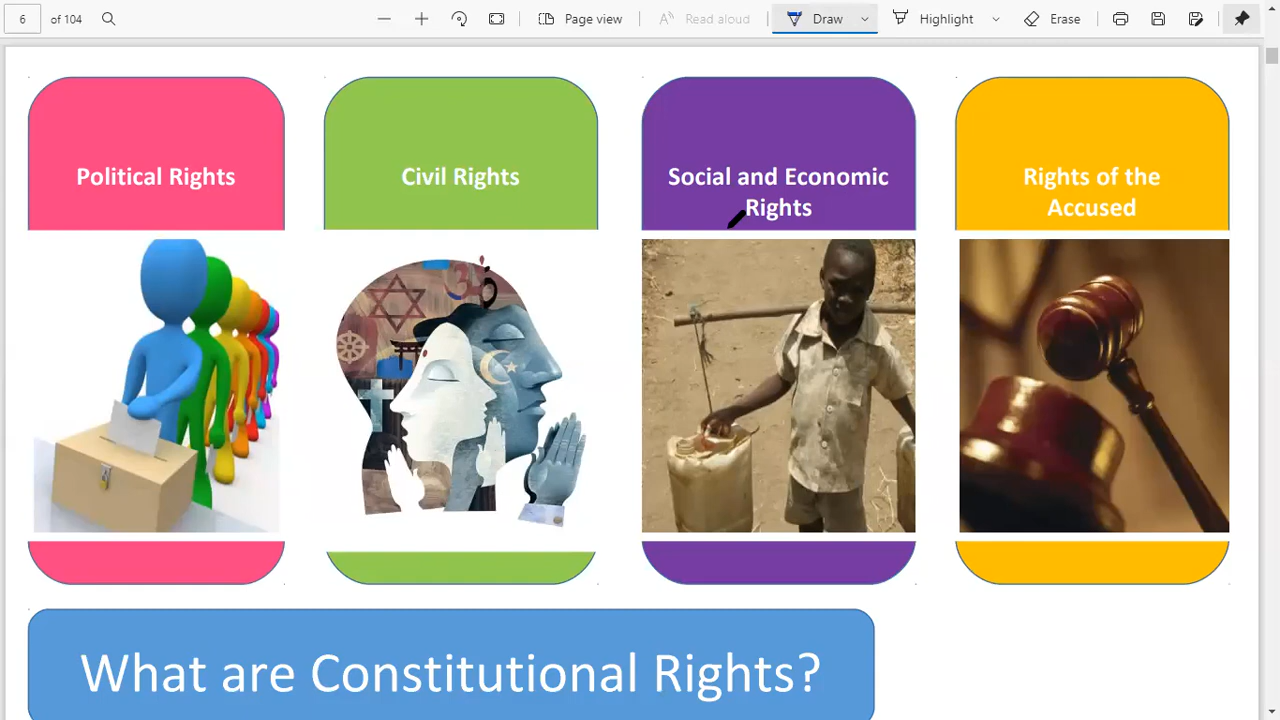 6 of 104 Page view Read aloud Draw Highlight Erase
Political Rights
Civil Rights
Social and Economic
Rights
Rights of the
Accused
What are Constitutional Rights?